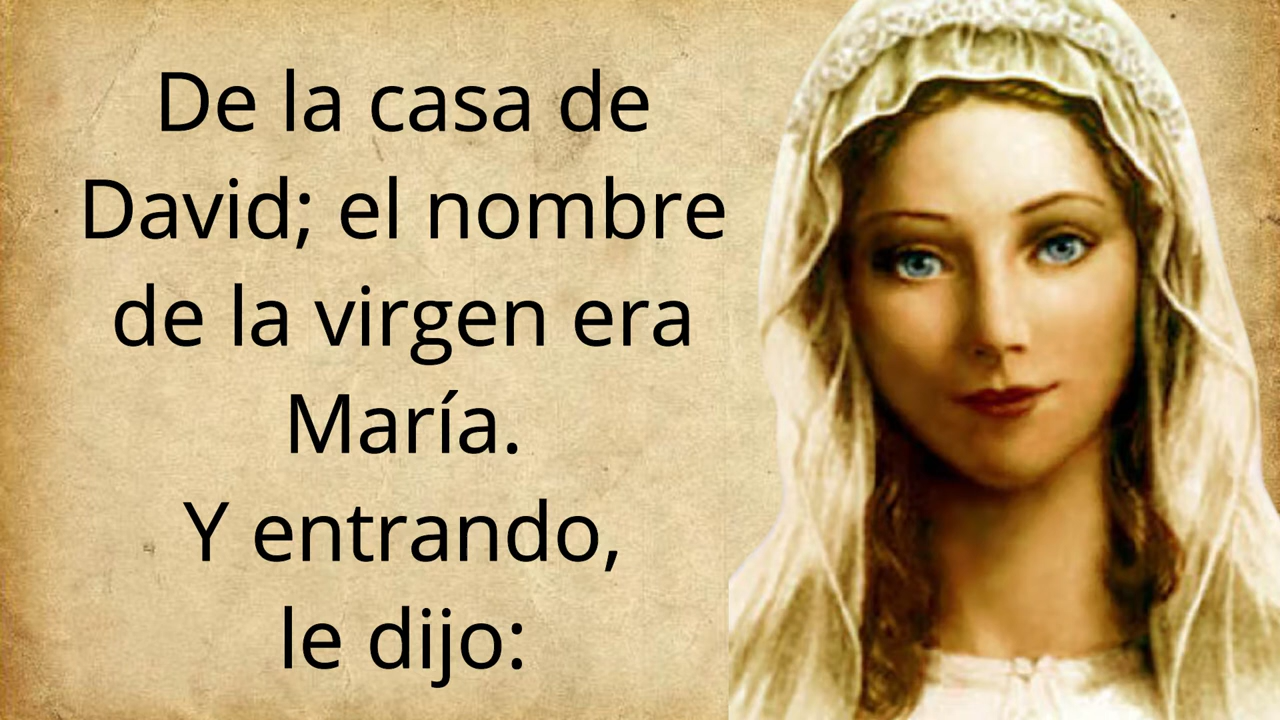 De la casa de
David; el nombre
de la virgen era
María.
Y entrando,
le dijo: